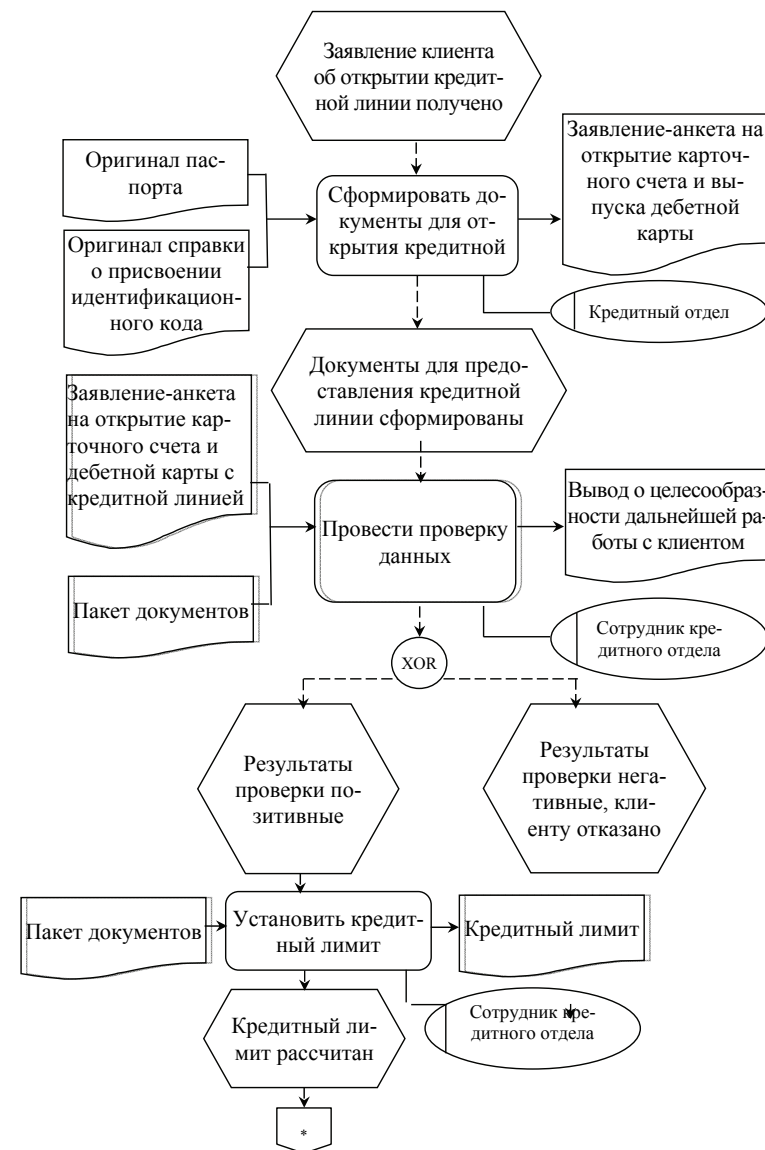 Заявление клиента
об открытии кредит-
ной линии получено
Оригинал пас-
порта
Сформировать до-
кументы для от-
крытия кредитной
Заявление-анкета на
открытие карточ-
ного счета и вы-
пуска дебетной
карты
Оригинал справки
о присвоении
идентификацион-
ного кода
Кредитный отдел
Документы для пре-
доставления кредитной
линии сформированы
Заявление-анкета
на открытие кар-
точного счета и
дебетной карты с
кредитной линией
Провести проверку
данных
Вывод о целесообраз-
ности дальнейшей ра-
боты с клиентом
Пакет документов
Сотрудник кре-
дитного отдела
XOR
Результаты
проверки по-
зитивные
Результаты
проверки нега-
тивные, кли-
енту отказано
Пакет документов
Установить кредит-
ный лимит
Кредитный лимит
Сотрудник кре-
дитного отдела
Кредитный ли-
мит рассчитан
*